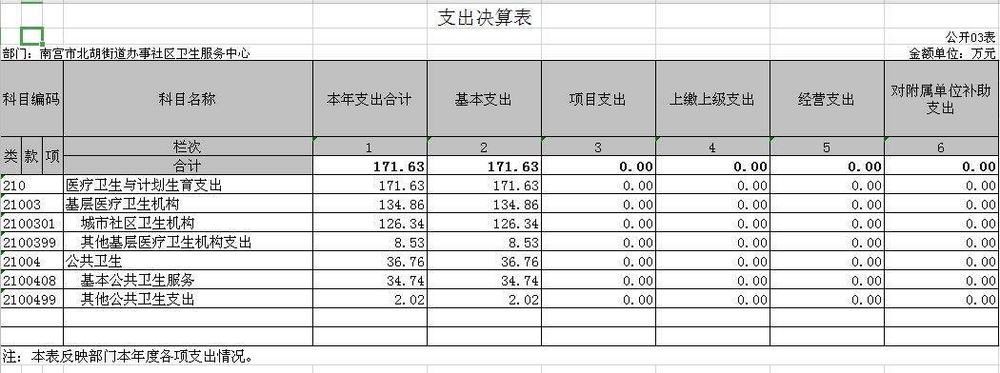 支出决算表
公开03表
部门：南宫市北胡街道办事社区卫生服务中心 金额单位：万元
科目编码 科目名称 本年支出合计 基本支出 项目支出 上缴上级支出 经营支出 对附属单位补助支出
类 款 项 栏次 1 2 3 4 5 6
合计 171.63 171.63 0.00 0.00 0.00 0.00
210 医疗卫生与计划生育支出 171.63 171.63 0.00 0.00 0.00 0.00
21003 基层医疗卫生机构 134.86 134.86 0.00 0.00 0.00 0.00
2100301 城市社区卫生机构 126.34 126.34 0.00 0.00 0.00 0.00
2100399 其他基层医疗卫生机构支出 8.53 8.53 0.00 0.00 0.00 0.00
21004 公共卫生 36.76 36.76 0.00 0.00 0.00 0.00
2100408 基本公共卫生服务 34.74 34.74 0.00 0.00 0.00 0.00
2100499 其他公共卫生支出 2.02 2.02 0.00 0.00 0.00 0.00
注：本表反映部门本年度各项支出情况。